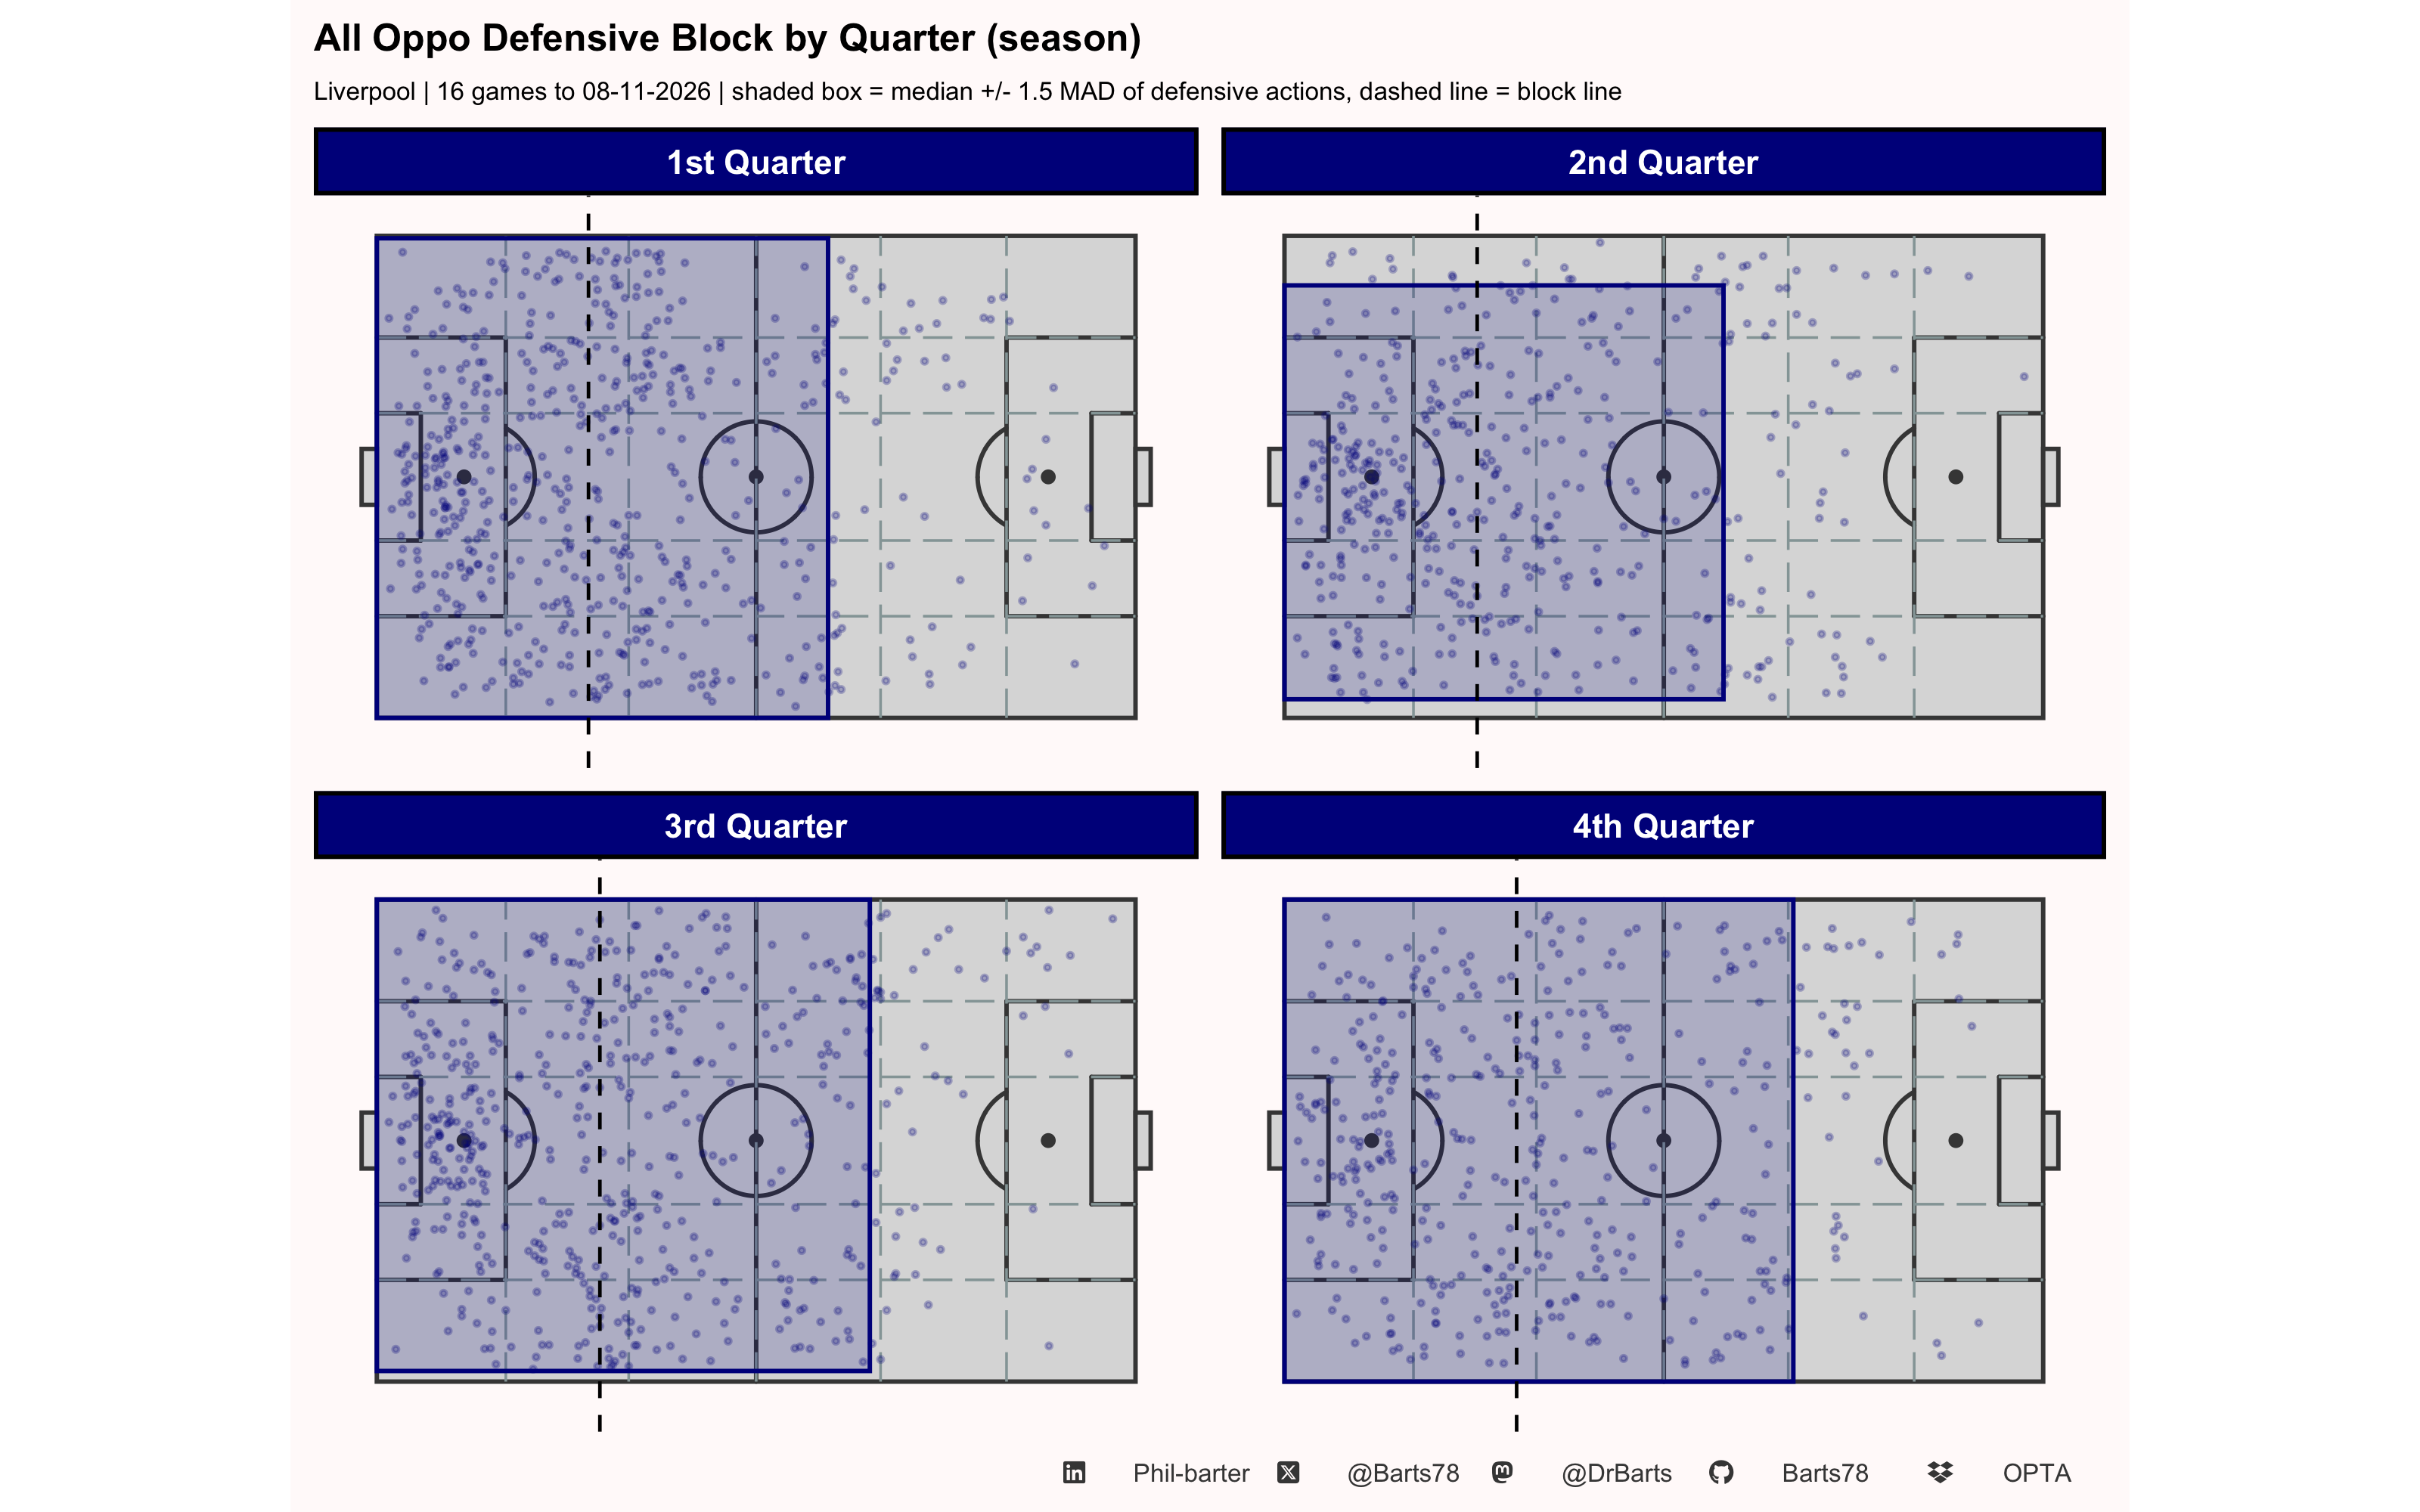 All Oppo Defensive Block by Quarter (season)
Liverpool | 16 games to 08-11-2026 | shaded box = median +/- 1.5 MAD of defensive actions, dashed line = block line
1st Quarter
2nd Quarter
3rd Quarter
4th Quarter
Phil-barter @Barts78 @DrBarts Barts78 OPTA